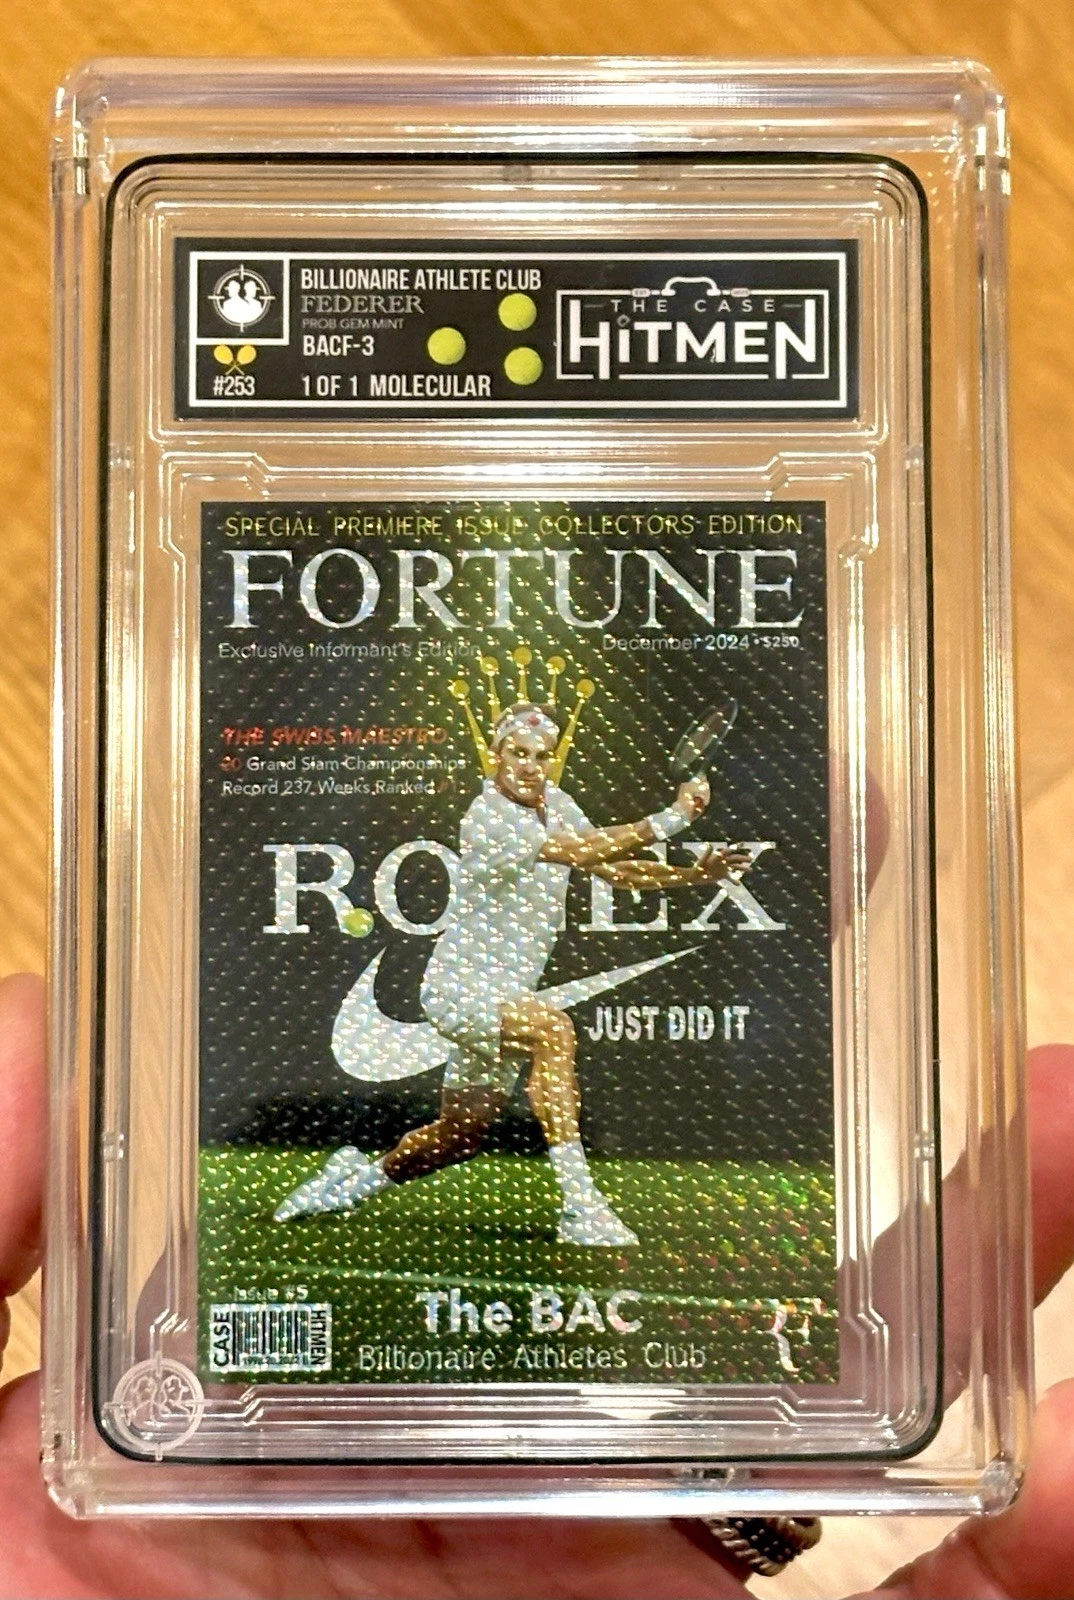 BILLIONAIRE ATHLETE CLUB
FEDERER
PROB GEM MINT
BACF-3
#253
1 OF 1 MOLECULAR
THE CASE
HiTMEN
SPECIAL PREMIERE ISSUE COLLECTORS EDITION
FORTUNE
Exclusive Informant's Edition
December 2024 • $250
THE SWISS MAESTRO
20 Grand Slam Championships
Record 237 Weeks Ranked #1
ROLEX
JUST DID IT
Issue #5
CASE
HITMEN
The BAC
Billionaire Athletes Club